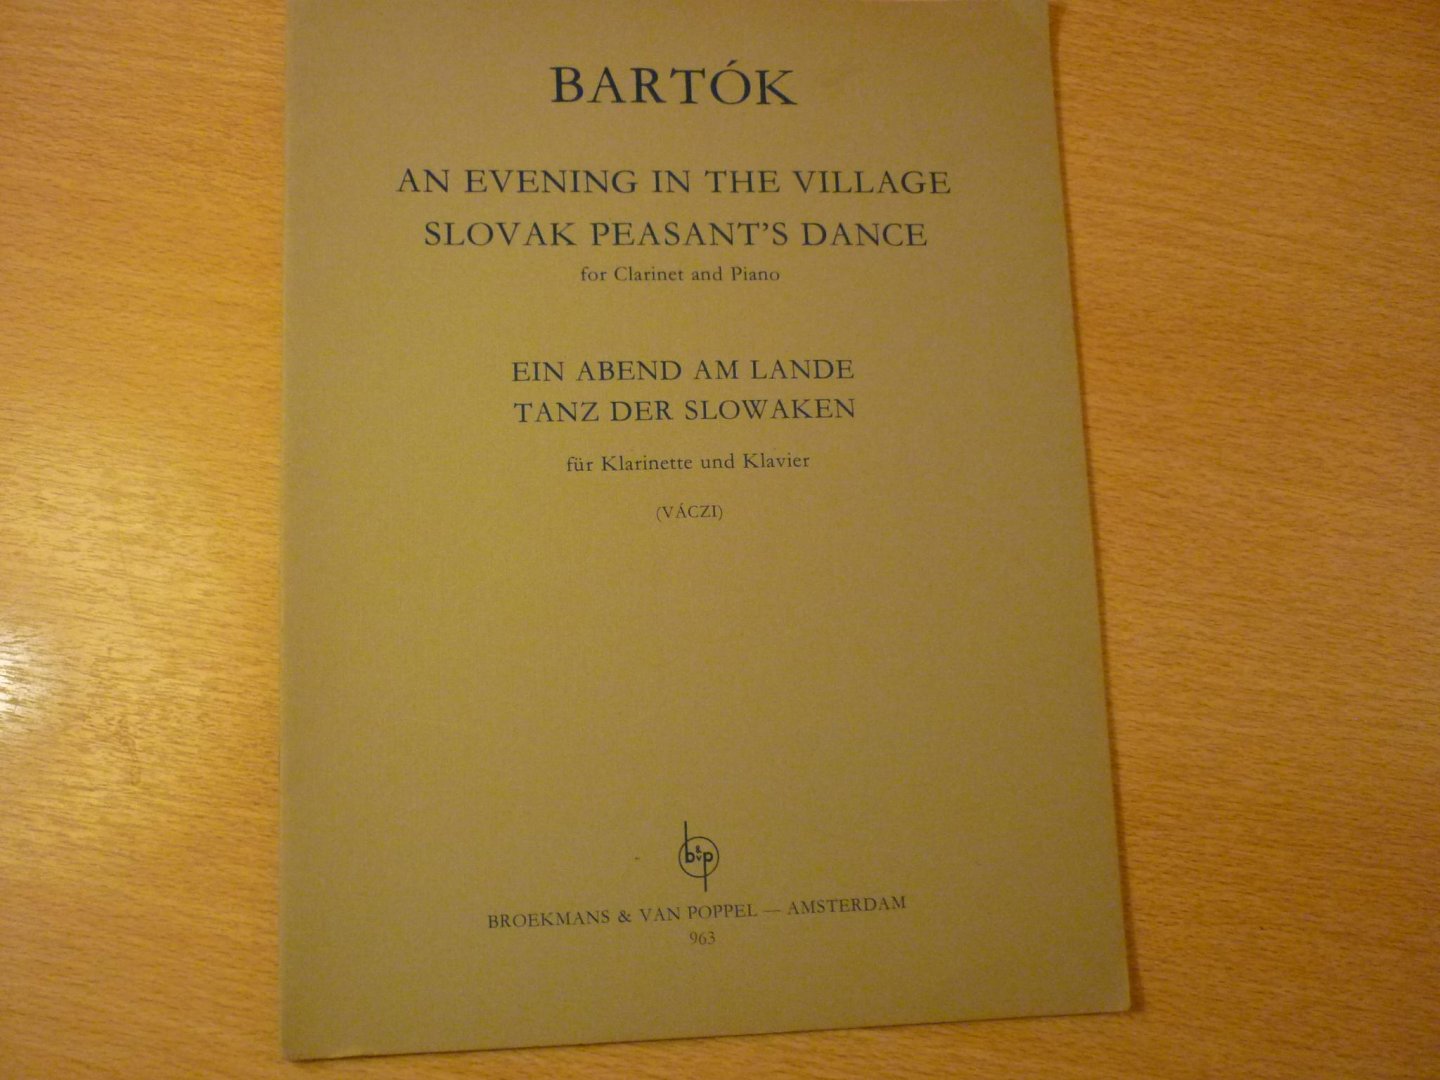 BARTÓK
AN EVENING IN THE VILLAGE
SLOVAK PEASANT'S DANCE
for Clarinet and Piano
EIN ABEND AM LANDE
TANZ DER SLOWAKEN
für Klarinette und Klavier
(VÁCZI)
b&vp
BROEKMANS & VAN POPPEL — AMSTERDAM
963